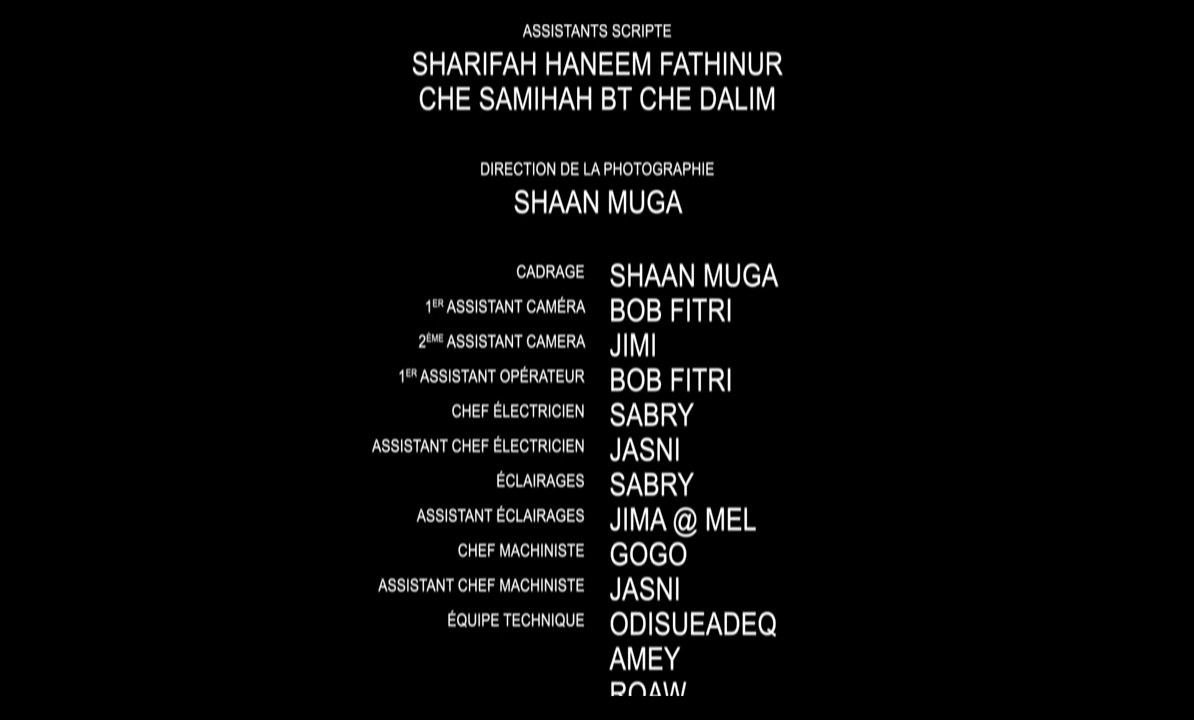 ASSISTANTS SCRIPTE
SHARIFAH HANEEM FATHINUR
CHE SAMIHAH BT CHE DALIM
DIRECTION DE LA PHOTOGRAPHIE
SHAAN MUGA
CADRAGE SHAAN MUGA
1ER ASSISTANT CAMÉRA BOB FITRI
2ÈME ASSISTANT CAMERA JIMI
1ER ASSISTANT OPÉRATEUR BOB FITRI
CHEF ÉLECTRICIEN SABRY
ASSISTANT CHEF ÉLECTRICIEN JASNI
ÉCLAIRAGES SABRY
ASSISTANT ÉCLAIRAGES JIMA @ MEL
CHEF MACHINISTE GOGO
ASSISTANT CHEF MACHINISTE JASNI
ÉQUIPE TECHNIQUE ODISUEADEQ
AMEY